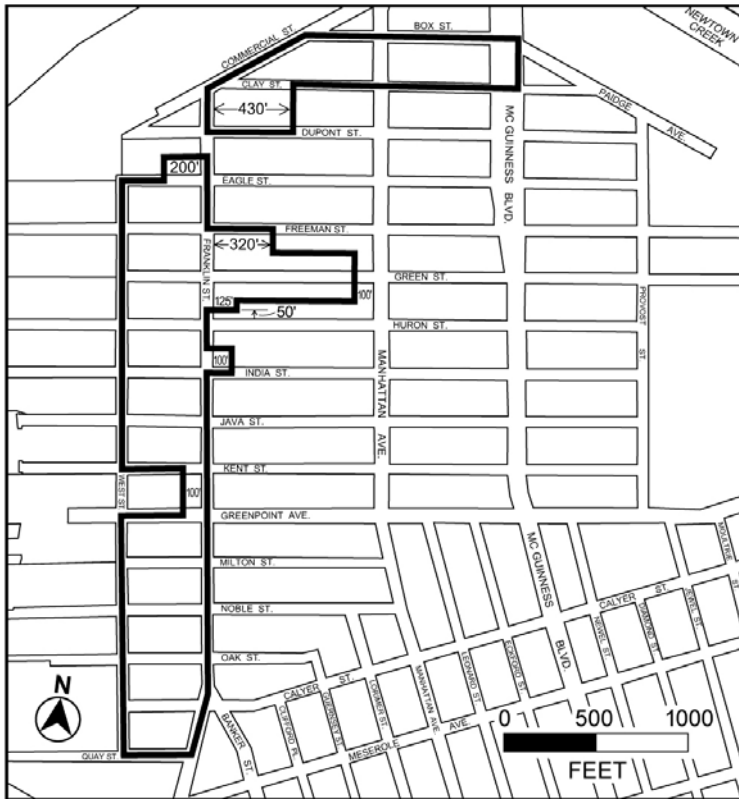 NEWTOWN
CREEK
BOX ST.
COMMERCIAL ST.
CLAY ST.
430'
DUPONT ST.
PAIDGE
AVE.
MC GUINNESS BLVD.
200'
EAGLE ST.
FREEMAN ST.
320'
FRANKLIN ST.
GREEN ST.
125'
100'
50'
PROVOST ST
HURON ST.
100'
INDIA ST.
MANHATTAN AVE.
JAVA ST.
KENT ST.
WEST ST.
100'
GREENPOINT AVE.
MC GUINNESS BLVD.
MOULTRIE ST.
MILTON ST.
CALYER ST.
NOBLE ST.
NEWEL ST
DIAMOND ST.
JEWEL ST.
OAK ST.
CALYER ST.
ECKFORD ST.
LEONARD ST.
MANHATTAN AVE.
LORIMER ST.
GUERNSEY ST.
CLIFFORD PL.
BANKER ST.
MESEROLE AVE.
N
QUAY ST
0 500 1000
FEET